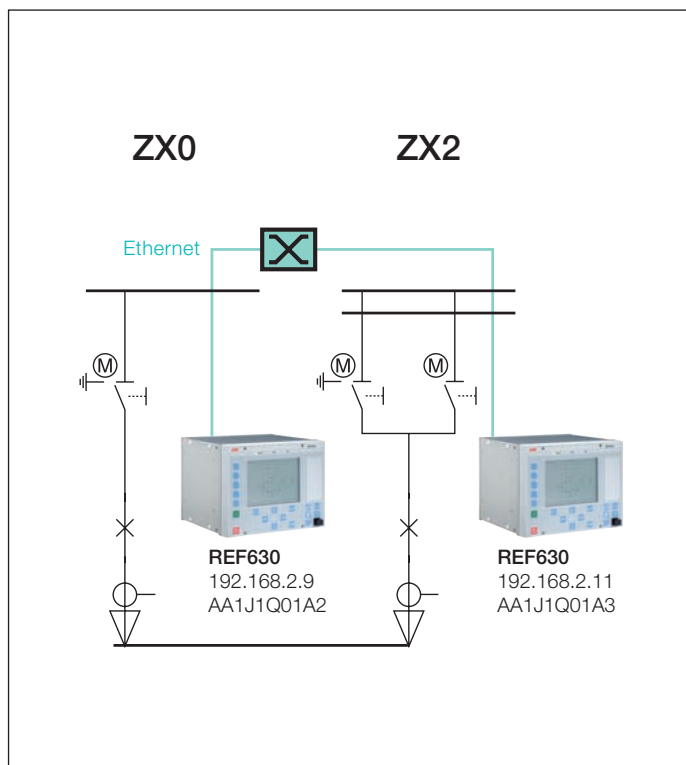 ZX0
ZX2
Ethernet
M
M
M
REF630
192.168.2.9
AA1J1Q01A2
REF630
192.168.2.11
AA1J1Q01A3